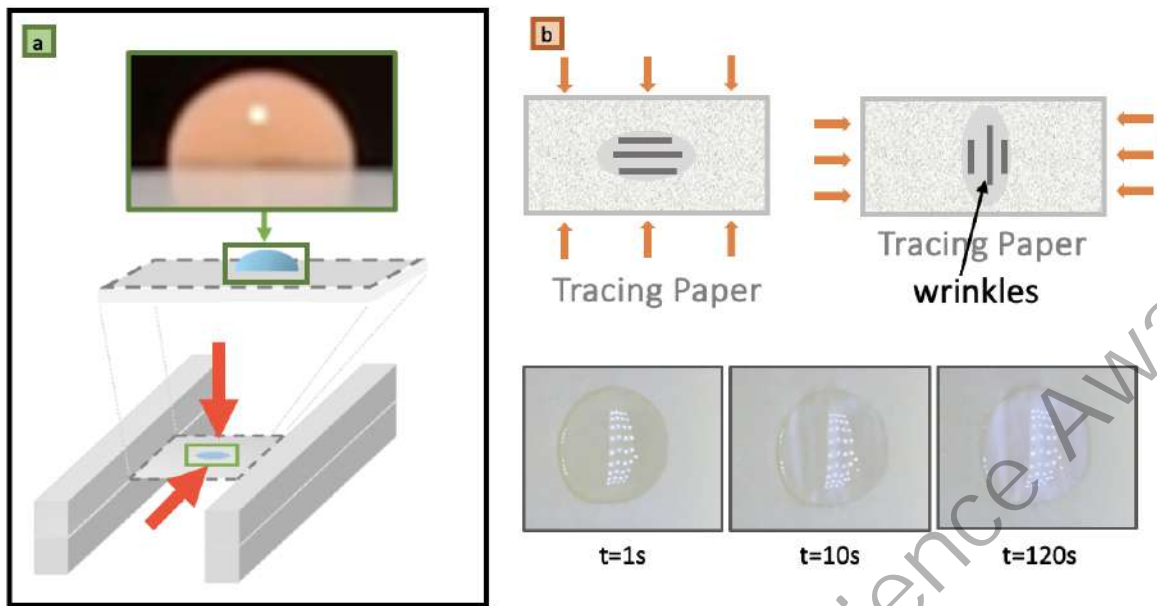 a
b
Tracing Paper
Tracing Paper
wrinkles
t=1s
t=10s
t=120s